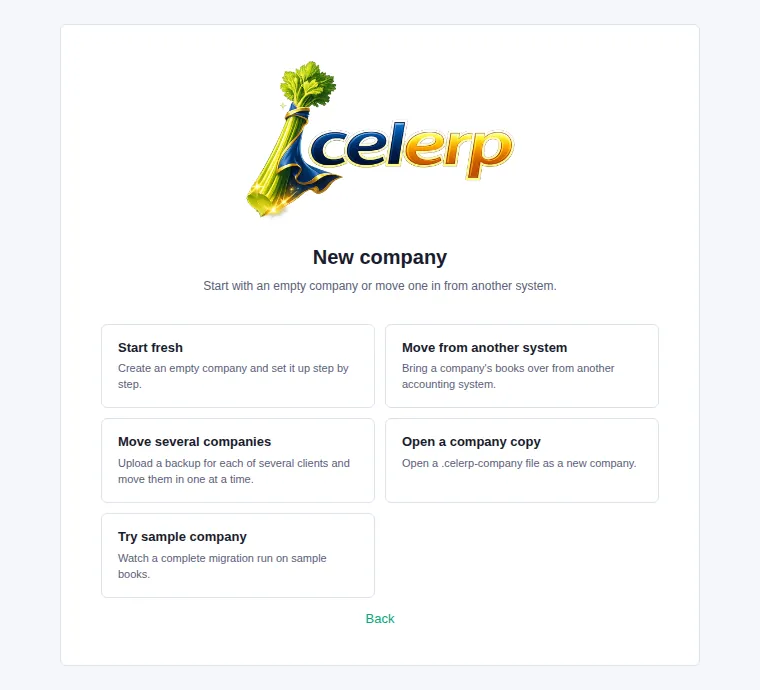 celerp
New company
Start with an empty company or move one in from another system.
Start fresh
Create an empty company and set it up step by
step.
Move from another system
Bring a company's books over from another
accounting system.
Move several companies
Upload a backup for each of several clients and
move them in one at a time.
Open a company copy
Open a .celerp-company file as a new company.
Try sample company
Watch a complete migration run on sample
books.
Back